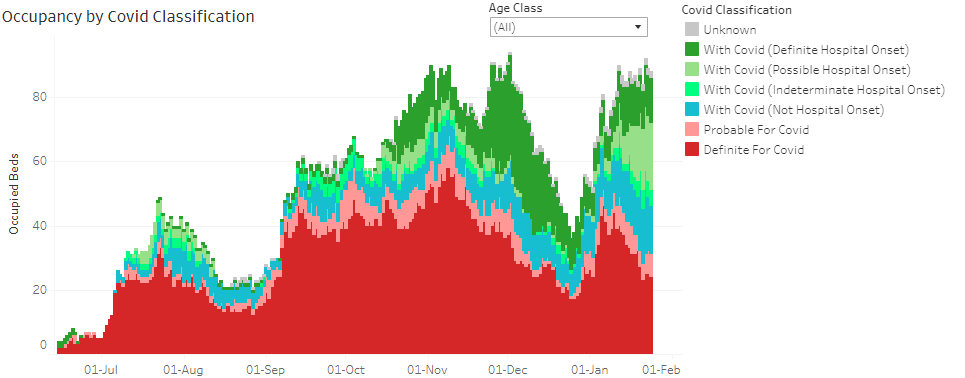 Occupancy by Covid Classification
Age Class
(All)
Covid Classification
Unknown
With Covid (Definite Hospital Onset)
With Covid (Possible Hospital Onset)
With Covid (Indeterminate Hospital Onset)
With Covid (Not Hospital Onset)
Probable For Covid
Definite For Covid
Occupied Beds
80
60
40
20
0
01-Jul 01-Aug 01-Sep 01-Oct 01-Nov 01-Dec 01-Jan 01-Feb